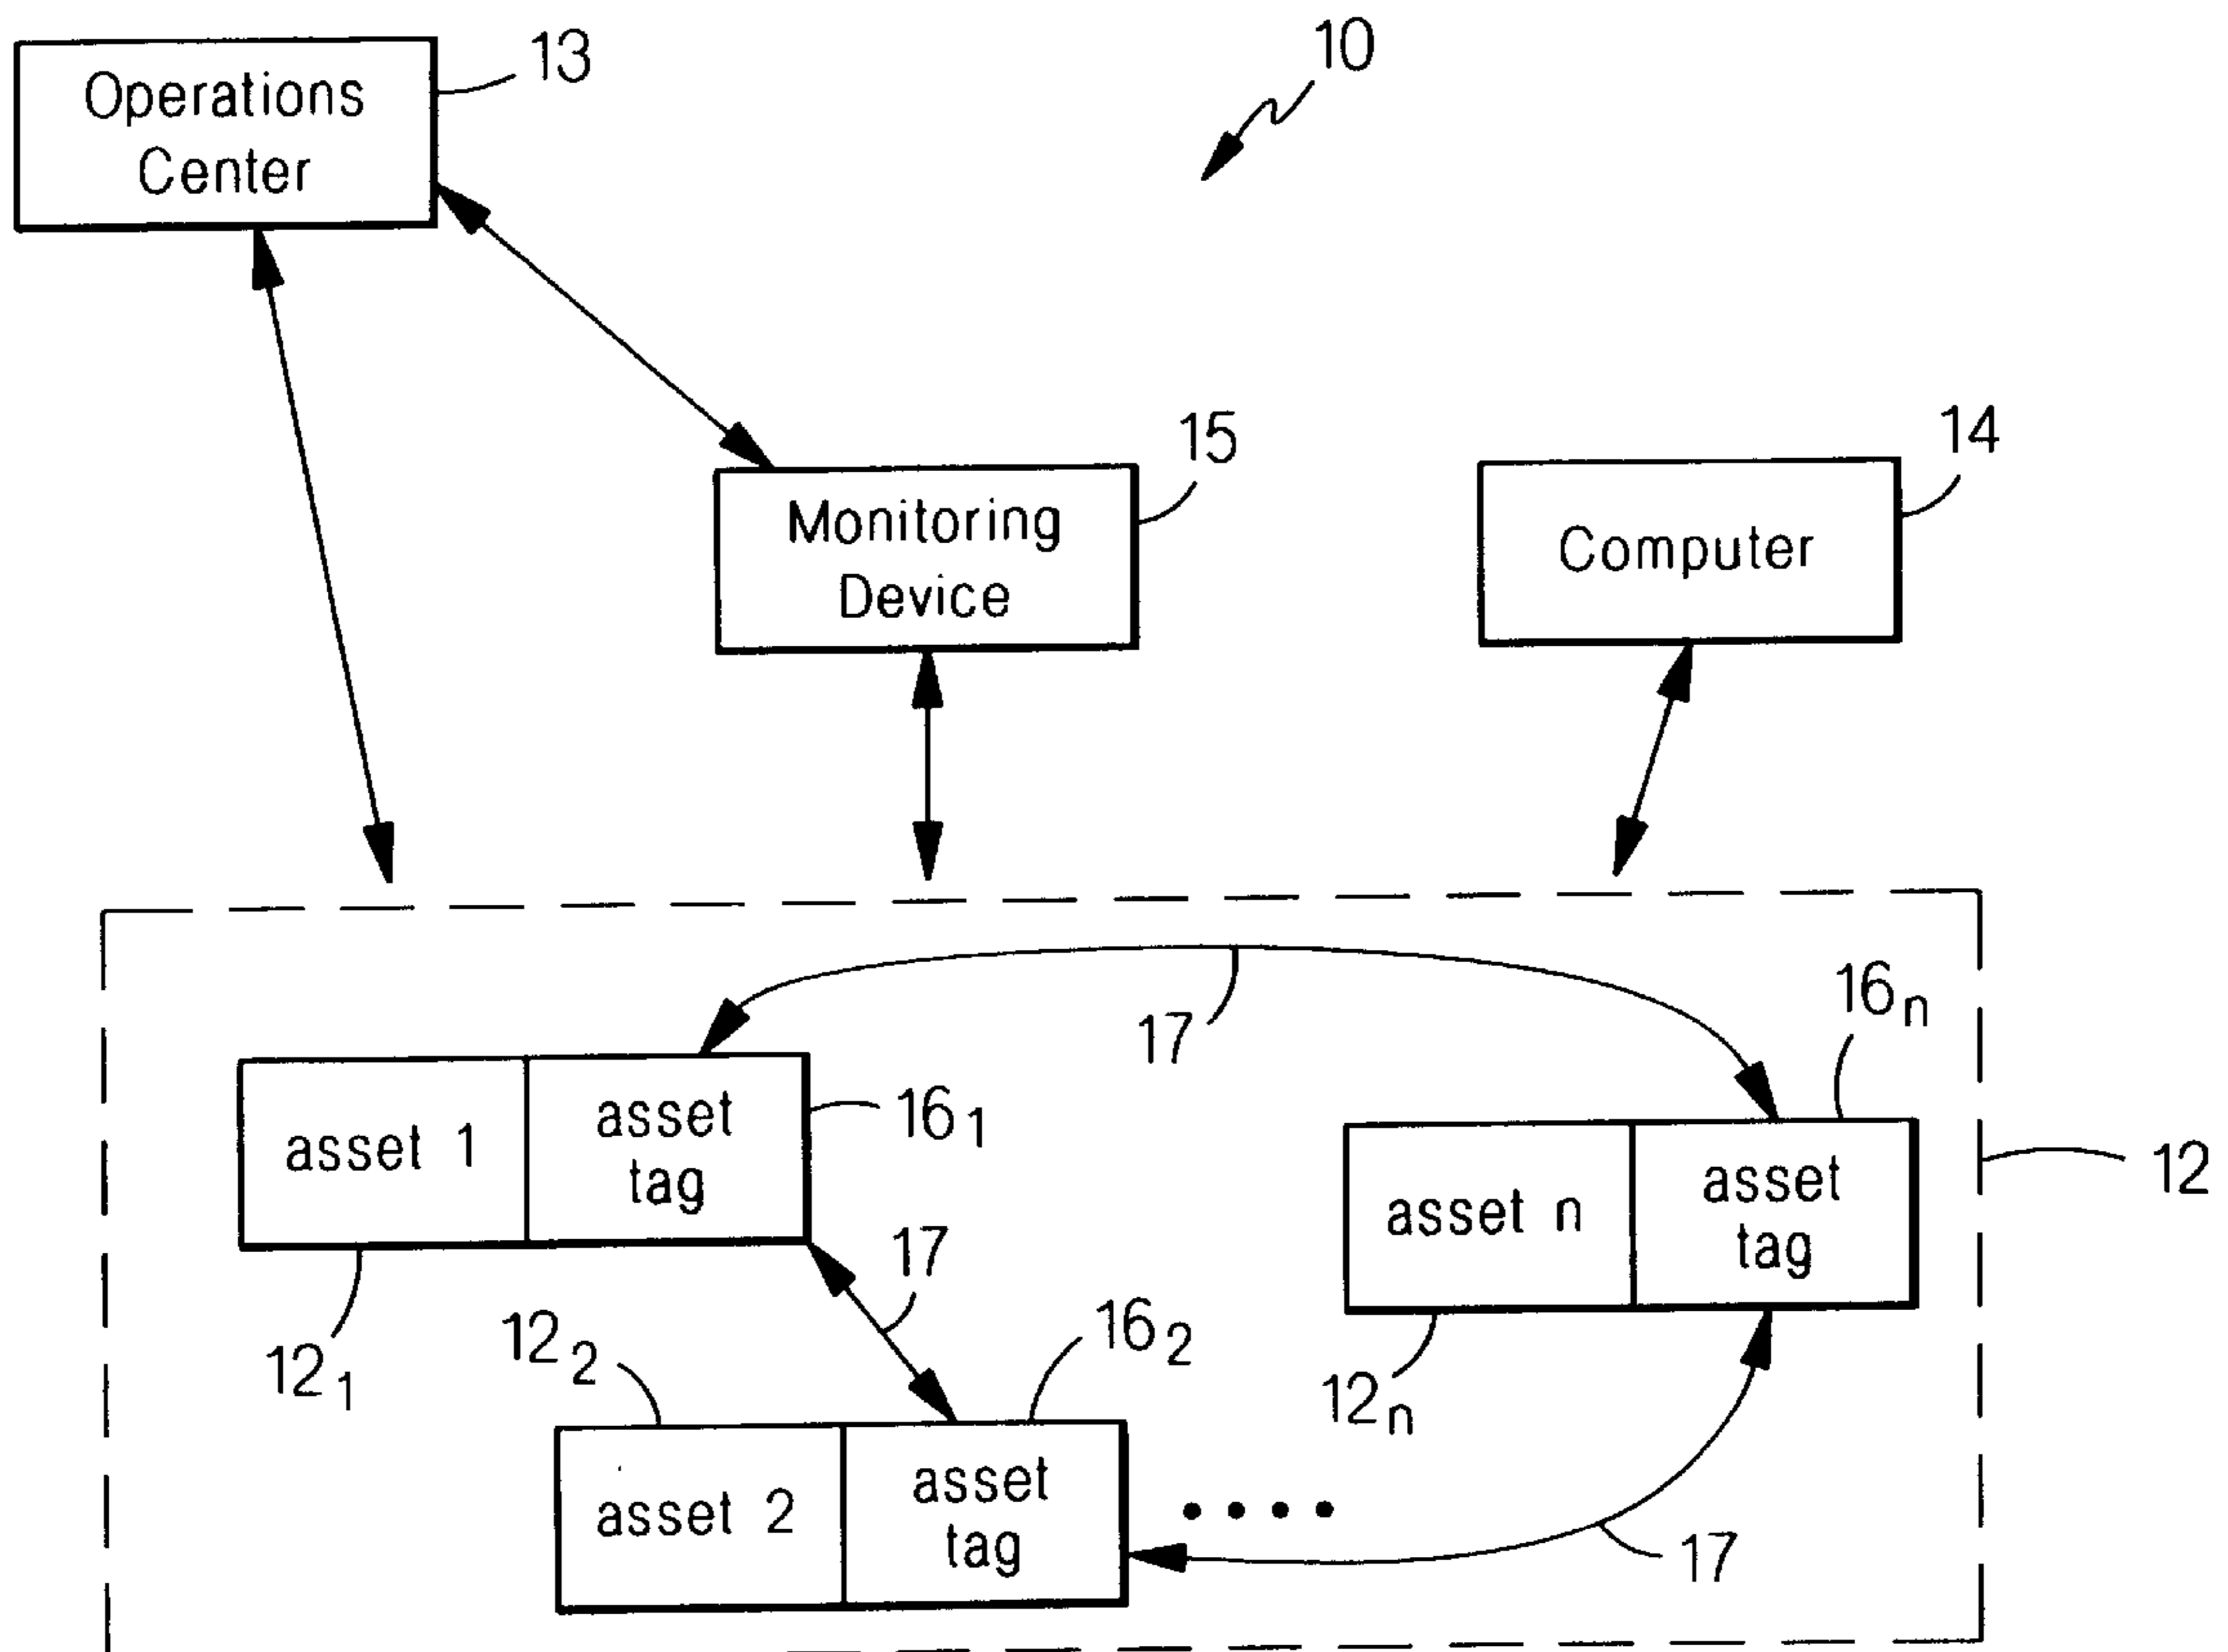 Operations
Center
13
10
Monitoring
Device
15
Computer
14
17
16n
asset 1
asset
tag
16₁
asset n
asset
tag
12
17
12₁
12₂
16₂
12n
asset 2
asset
tag
....
17